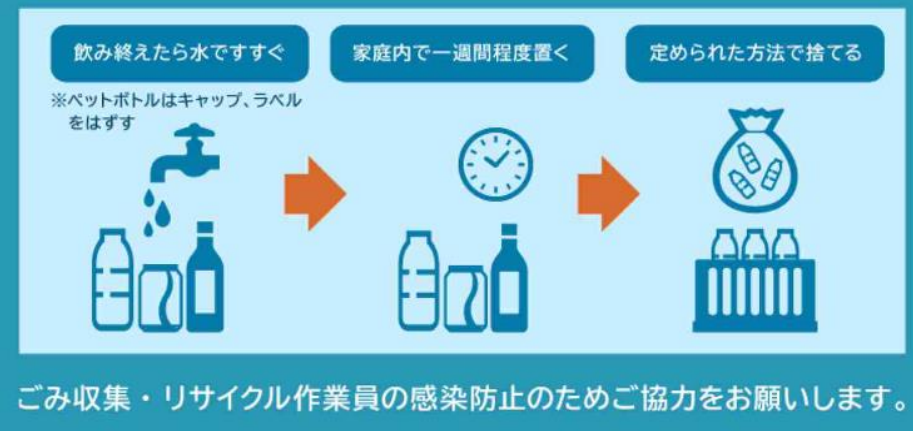 飲み終えたら水ですすぐ
※ペットボトルはキャップ、ラベル
をはずす
家庭内で一週間程度置く
定められた方法で捨てる
ごみ収集・リサイクル作業員の感染防止のためご協力をお願いします。